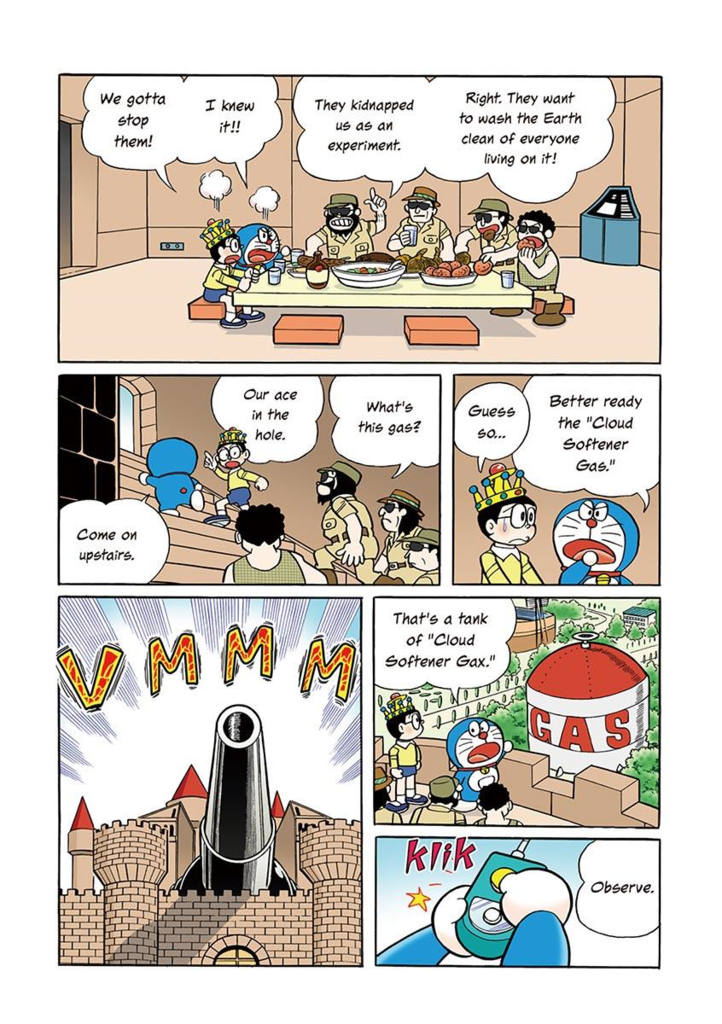 Right. They want
to wash the Earth
clean of everyone
living on it!
They kidnapped
us as an
experiment.
I knew
it!!
We gotta
stop
them!
Better ready
the "Cloud
Softener
Gas."
Guess
so...
What's
this gas?
Our ace
in the
hole.
Come on
upstairs.
That's a tank
of "Cloud
Softener Gax."
GAS
Observe.
klik
VMMM